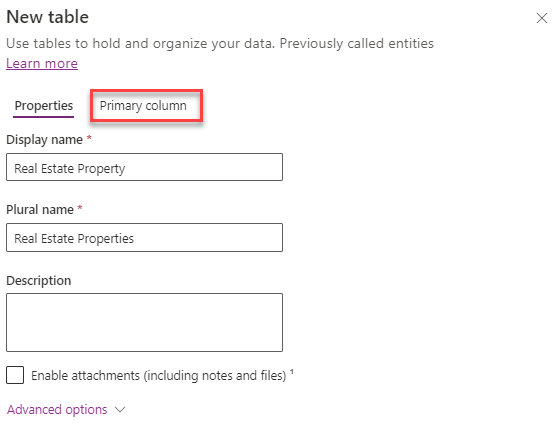 New table
Use tables to hold and organize your data. Previously called entities
Learn more
Properties
Primary column
Display name *
Real Estate Property
Plural name *
Real Estate Properties
Description
Enable attachments (including notes and files) ¹
Advanced options